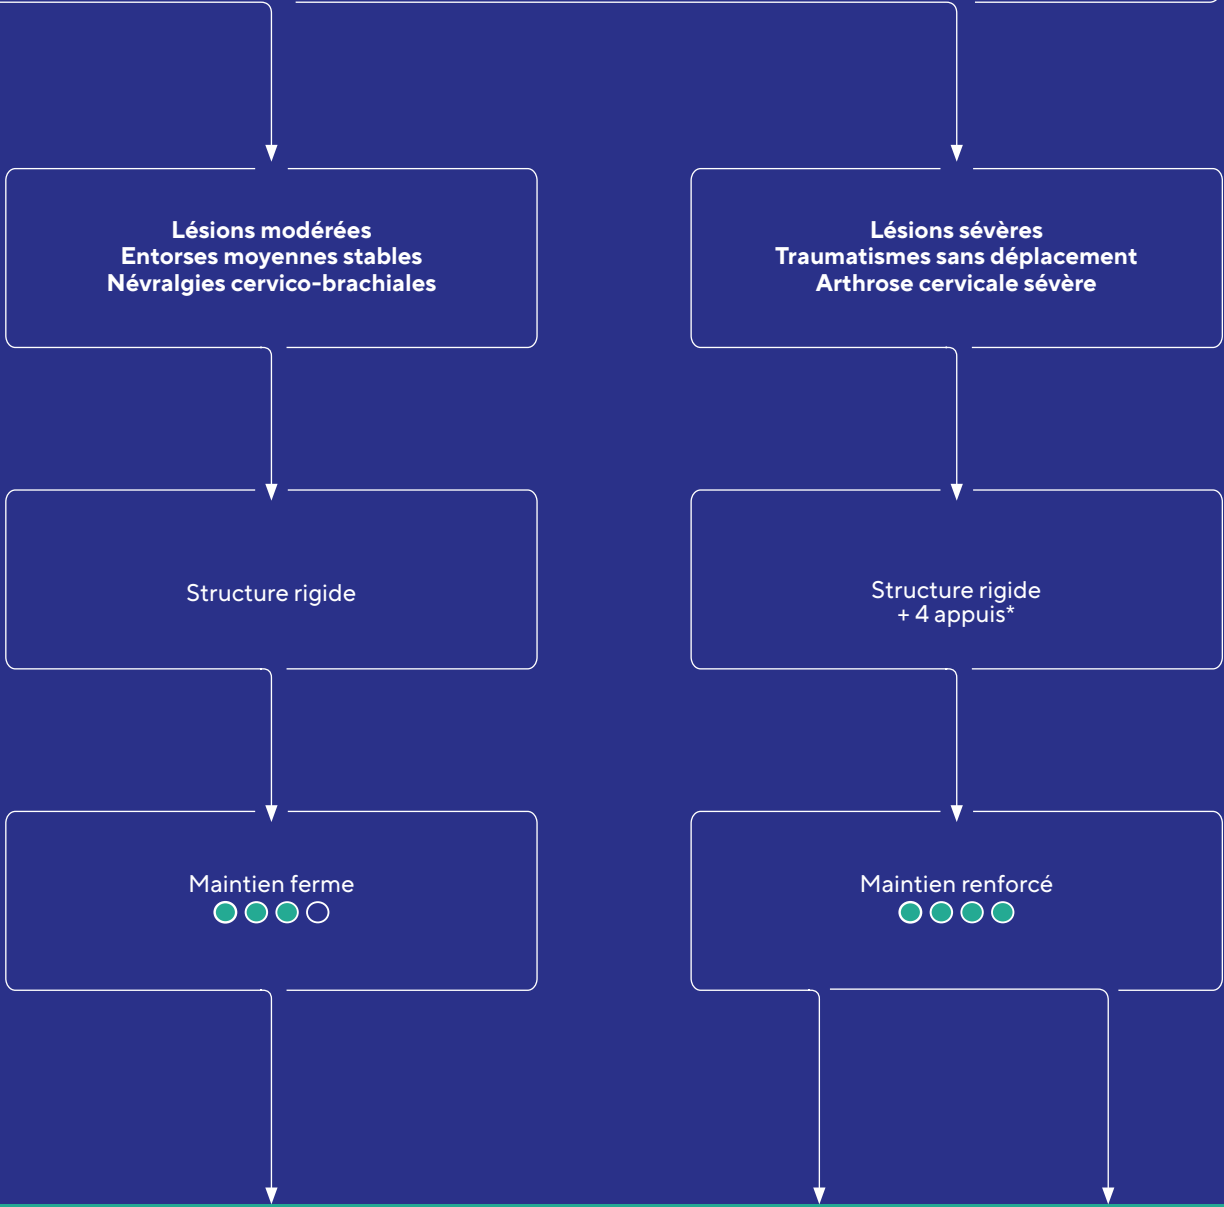 Lésions modérées
Entorses moyennes stables
Névralgies cervico-brachiales
Lésions sévères
Traumatismes sans déplacement
Arthrose cervicale sévère
Structure rigide
Structure rigide
+ 4 appuis*
Maintien ferme
Maintien renforcé